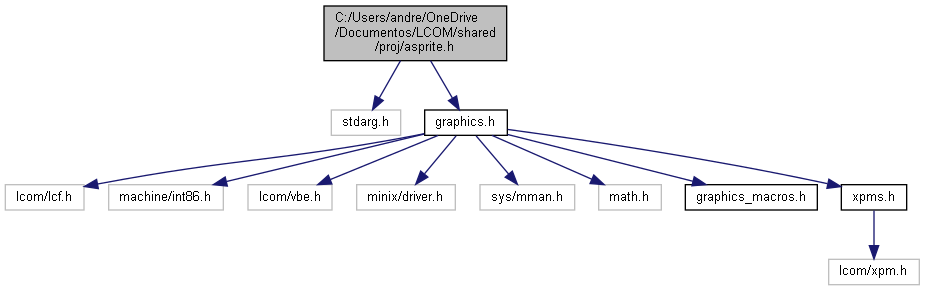 C:/Users/andre/OneDrive
/Documentos/LCOM/shared
/proj/asprite.h
stdarg.h
graphics.h
lcom/lcf.h
machine/int86.h
lcom/vbe.h
minix/driver.h
sys/mman.h
math.h
graphics_macros.h
xpms.h
lcom/xpm.h